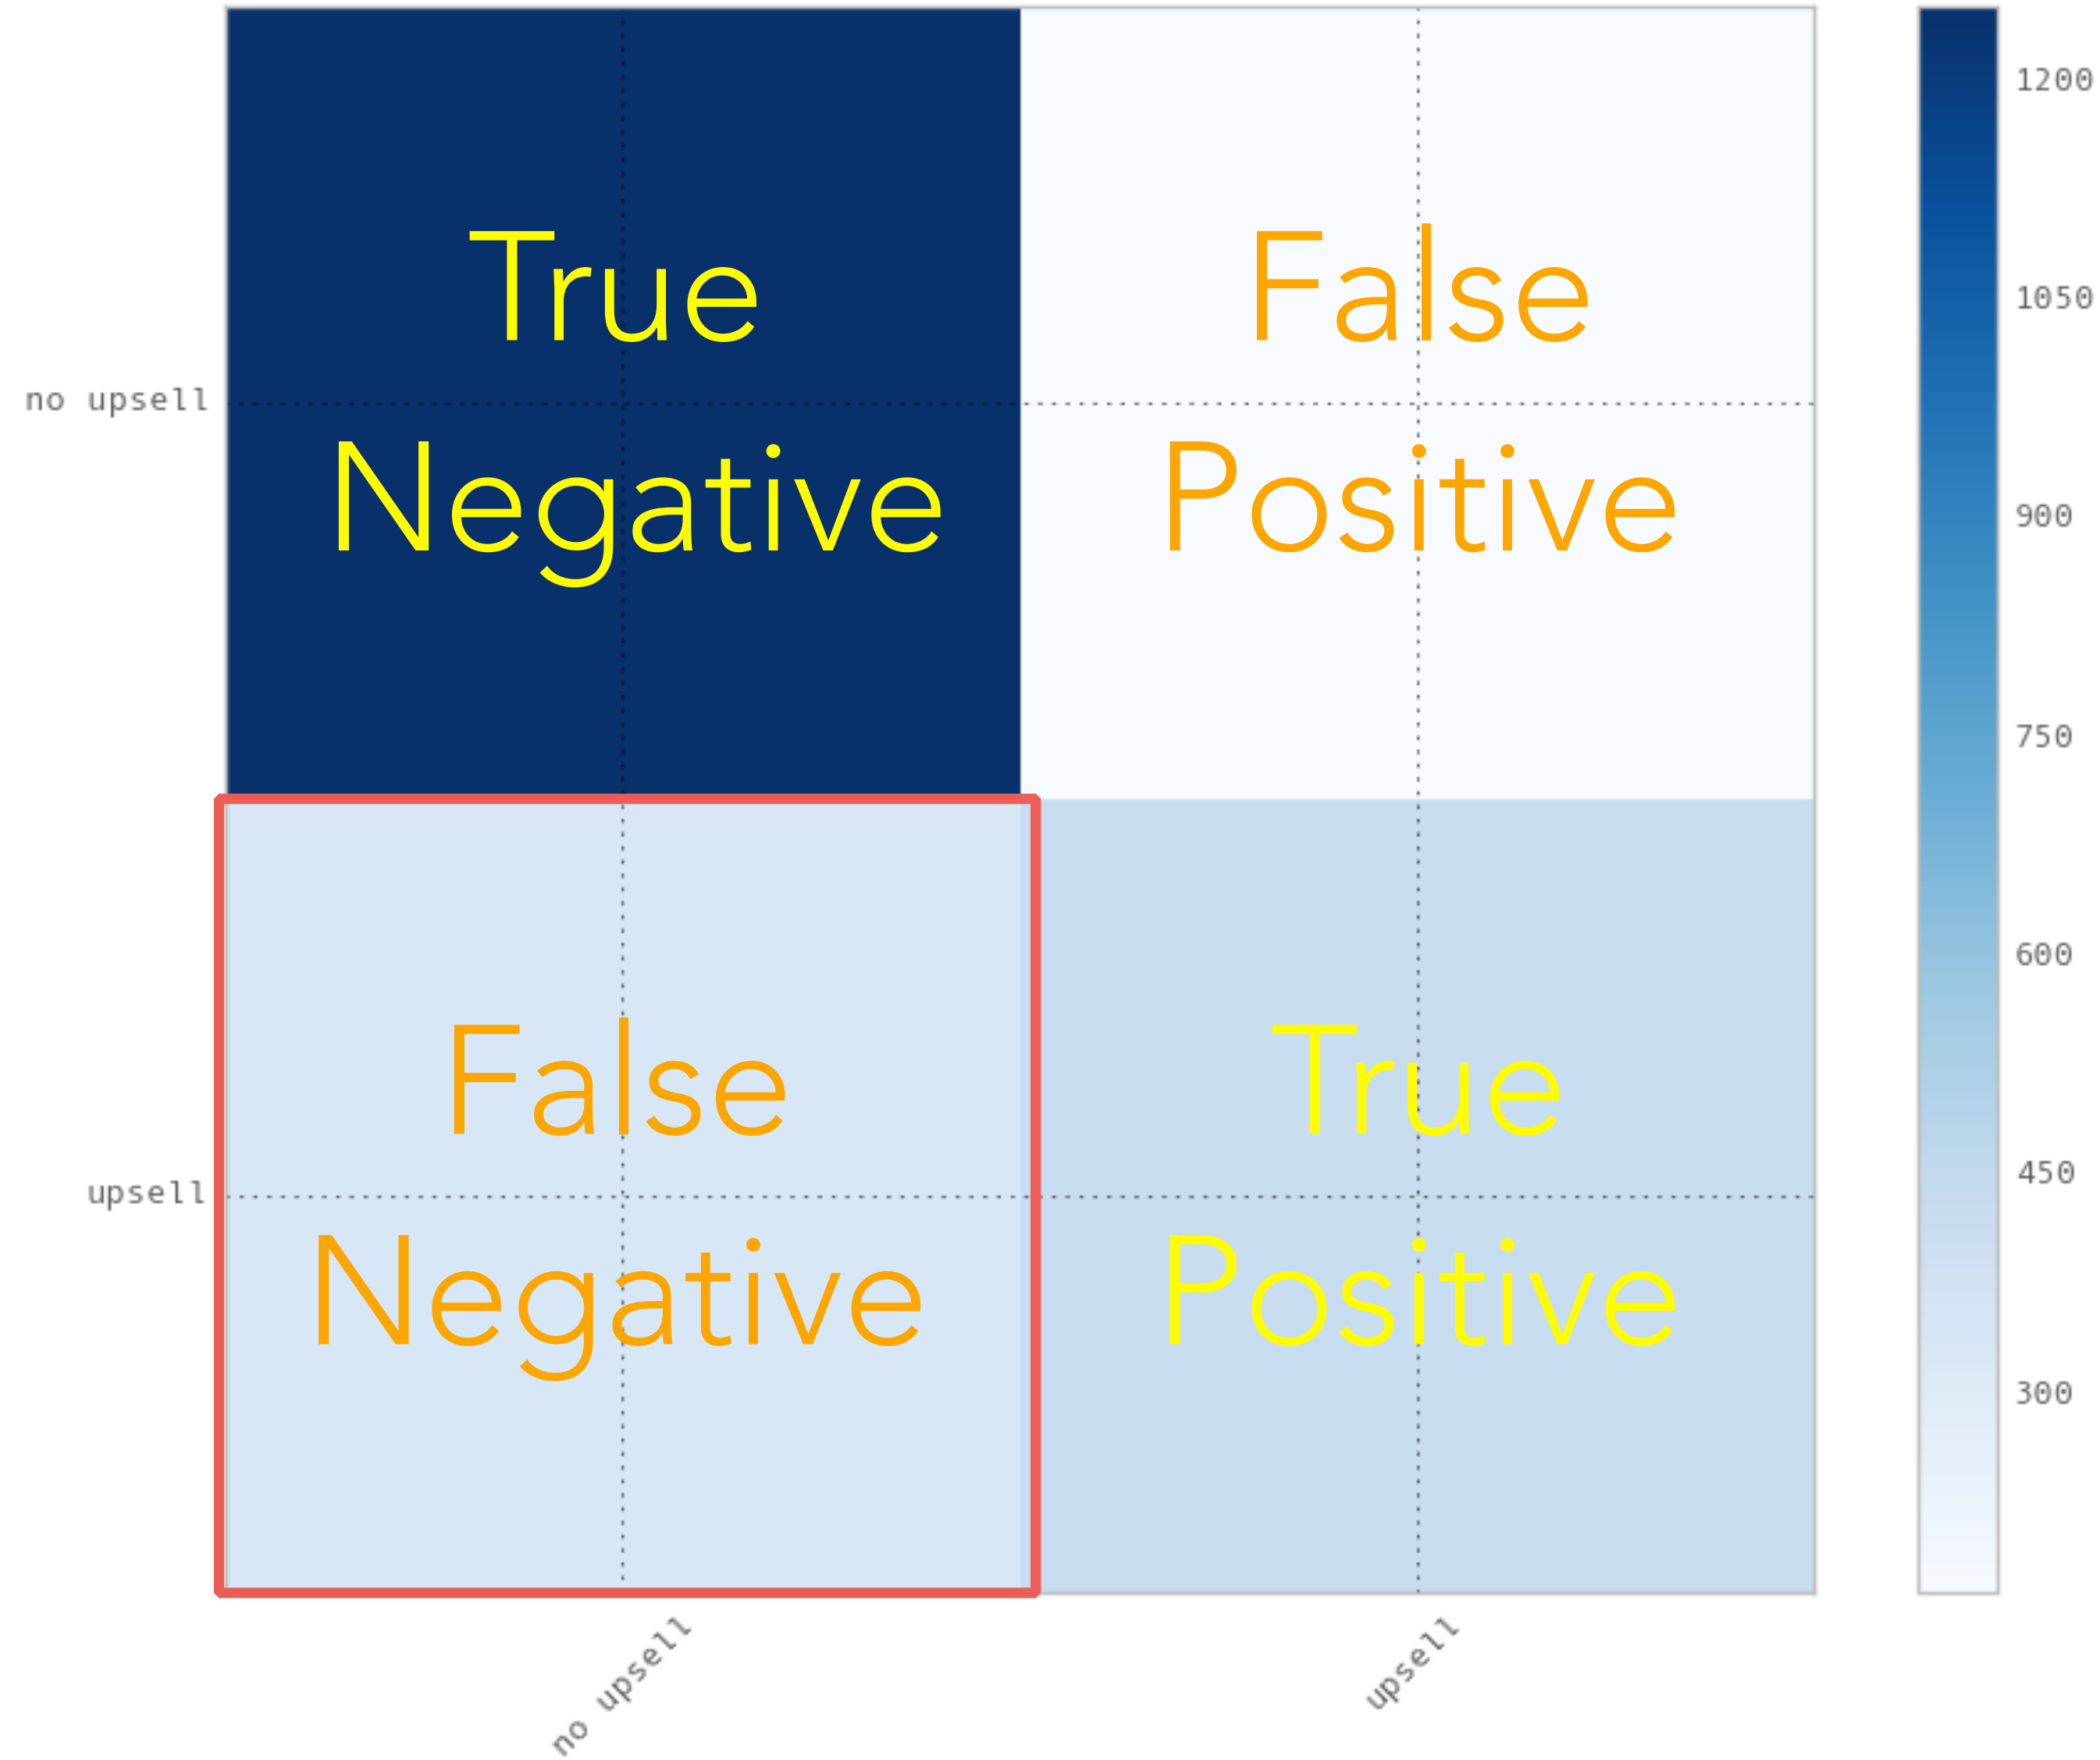 True
Negative
False
Positive
no upsell
False
Negative
True
Positive
upsell
no upsell
upsell
1200
1050
900
750
600
450
300